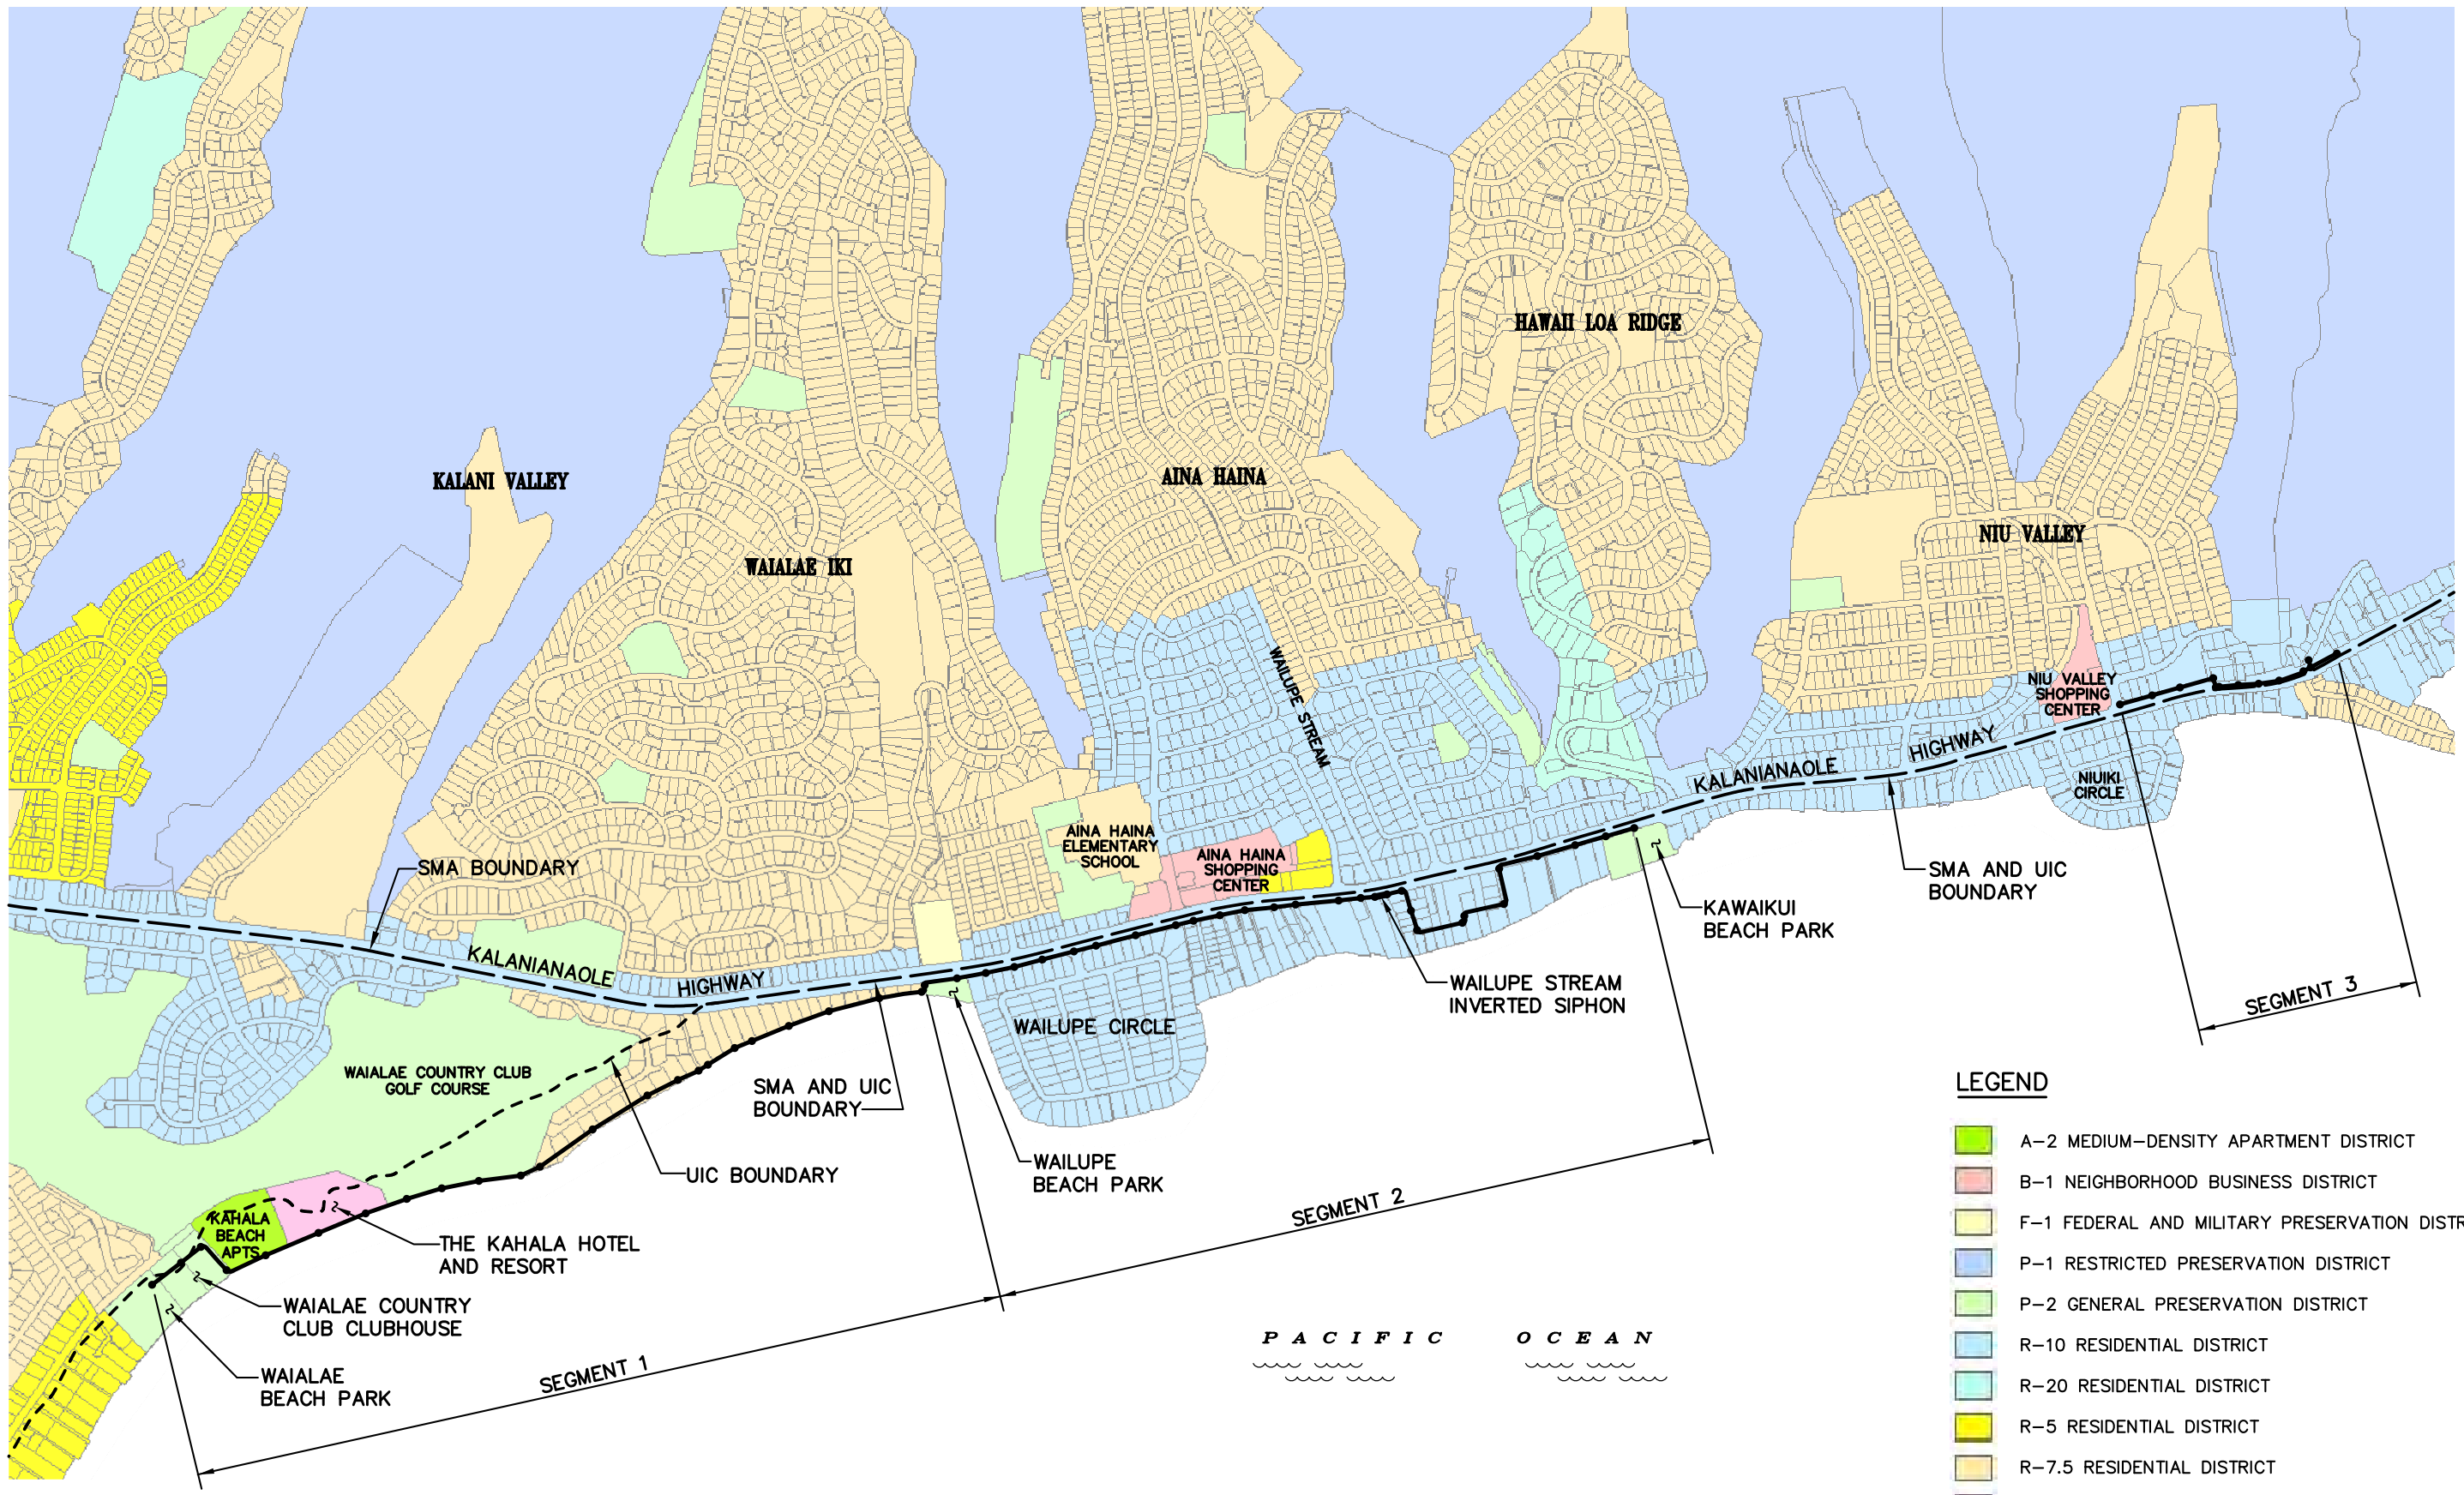 HAWAII LOA RIDGE
KALANI VALLEY
AINA HAINA
NIU VALLEY
WAIALAE IKI
WAILUPE STREAM
NIU VALLEY
SHOPPING
CENTER
KALANIANAOLE HIGHWAY
NIUIKI
CIRCLE
AINA HAINA
ELEMENTARY
SCHOOL
AINA HAINA
SHOPPING
CENTER
SMA BOUNDARY
SMA AND UIC
BOUNDARY
KAWAIKUI
BEACH PARK
KALANIANAOLE HIGHWAY
WAILUPE STREAM
INVERTED SIPHON
SEGMENT 3
WAILUPE CIRCLE
WAIALAE COUNTRY CLUB
GOLF COURSE
SMA AND UIC
BOUNDARY
UIC BOUNDARY
WAILUPE
BEACH PARK
SEGMENT 2
KAHALA
BEACH
APTS
THE KAHALA HOTEL
AND RESORT
WAIALAE COUNTRY
CLUB CLUBHOUSE
WAIALAE
BEACH PARK
SEGMENT 1
PACIFIC OCEAN
LEGEND
A-2 MEDIUM-DENSITY APARTMENT DISTRICT
B-1 NEIGHBORHOOD BUSINESS DISTRICT
F-1 FEDERAL AND MILITARY PRESERVATION DISTR
P-1 RESTRICTED PRESERVATION DISTRICT
P-2 GENERAL PRESERVATION DISTRICT
R-10 RESIDENTIAL DISTRICT
R-20 RESIDENTIAL DISTRICT
R-5 RESIDENTIAL DISTRICT
R-7.5 RESIDENTIAL DISTRICT